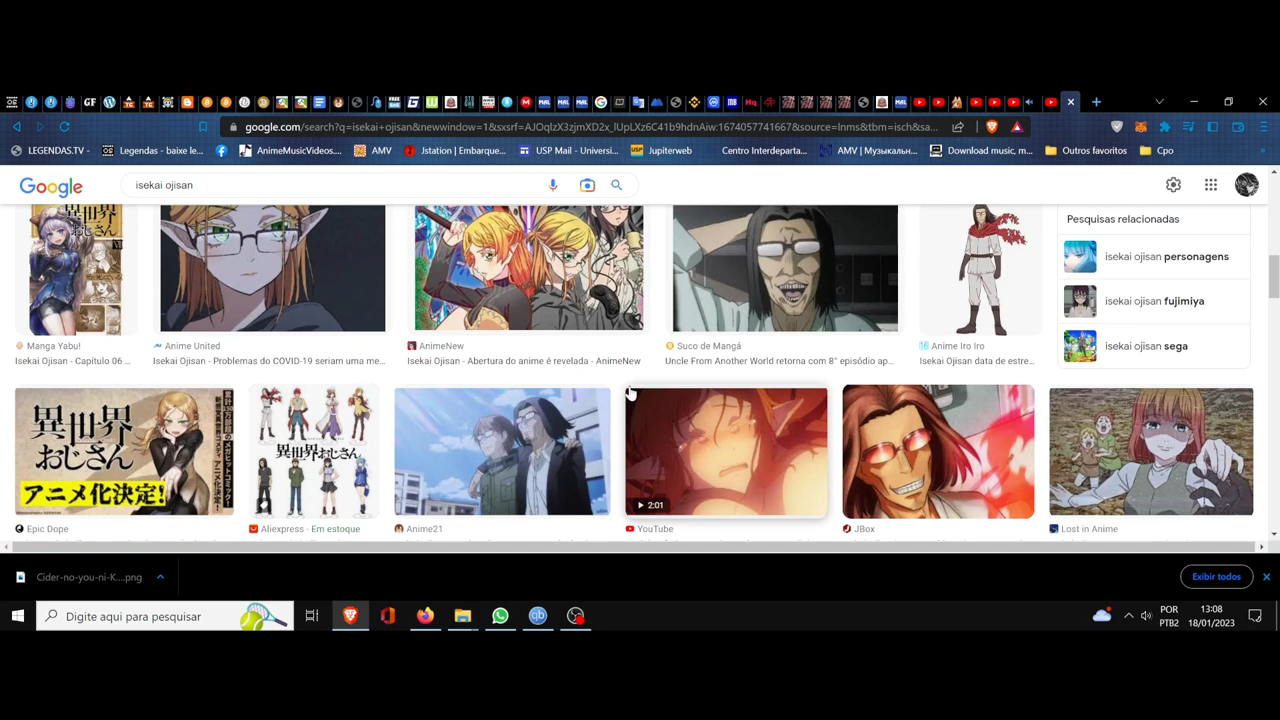 google.com/search?q=isekai+ojisan&newwindow=1&sxsrf=AJOqlzX3zjmXD2x_lUpLXz6C41b9hdnAiw:1674057741667&source=lnms&tbm=isch&sa...
LEGENDAS.TV - Legendas - baixe le... AnimeMusicVideos.... AMV Jstation | Embarque... USP Mail - Universi... Jupiterweb Centro Interdeparta... AMV | Музыкальн... Download music, m... Outros favoritos Cpo
Google isekai ojisan
Pesquisas relacionadas
isekai ojisan personagens
isekai ojisan fujimiya
isekai ojisan sega
Manga Yabu! Anime United AnimeNew Suco de Mangá Anime Iro Iro
Isekai Ojisan - Capítulo 06 ... Isekai Ojisan - Problemas do COVID-19 seriam uma me... Isekai Ojisan - Abertura do anime é revelada - AnimeNew Uncle From Another World retorna com 8° episódio ap... Isekai Ojisan data de estre...
異世界
おじさん
アニメ化決定!
異世界おじさん
2:01
Epic Dope Aliexpress · Em estoque Anime21 YouTube JBox Lost in Anime
Cider-no-you-ni-K....png Exibir todos
Digite aqui para pesquisar
POR 13:08
PTB2 18/01/2023